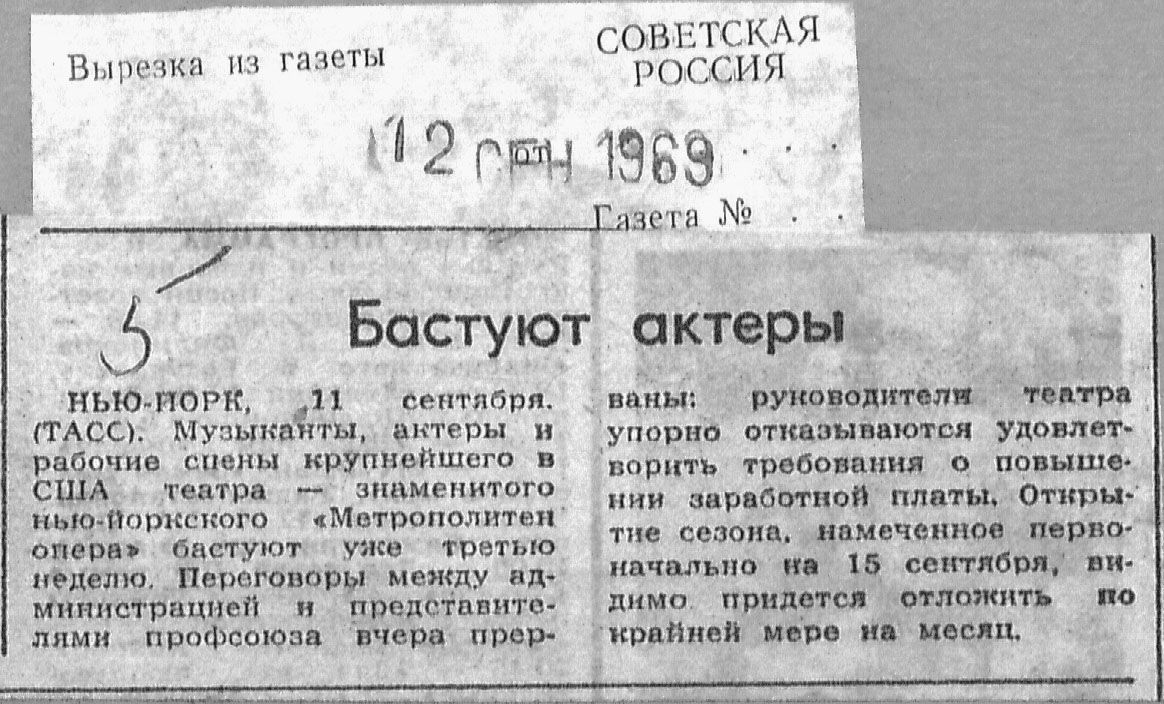 Вырезка из газеты
СОВЕТСКАЯ
РОССИЯ
12 СЕН 1969 . . .
Газета № . .
5
Бастуют актеры
НЬЮ-ЙОРК, 11 сентября.
(ТАСС). Музыканты, актеры и
рабочие сцены крупнейшего в
США театра — знаменитого
нью-йоркского «Метрополитен
опера» бастуют уже третью
неделю. Переговоры между ад-
министрацией и представите-
лями профсоюза вчера прер-
ваны: руководители театра
упорно отказываются удовлет-
ворить требования о повыше-
нии заработной платы. Откры-
тие сезона, намеченное перво-
начально на 15 сентября, ви-
димо придется отложить по
крайней мере на месяц.